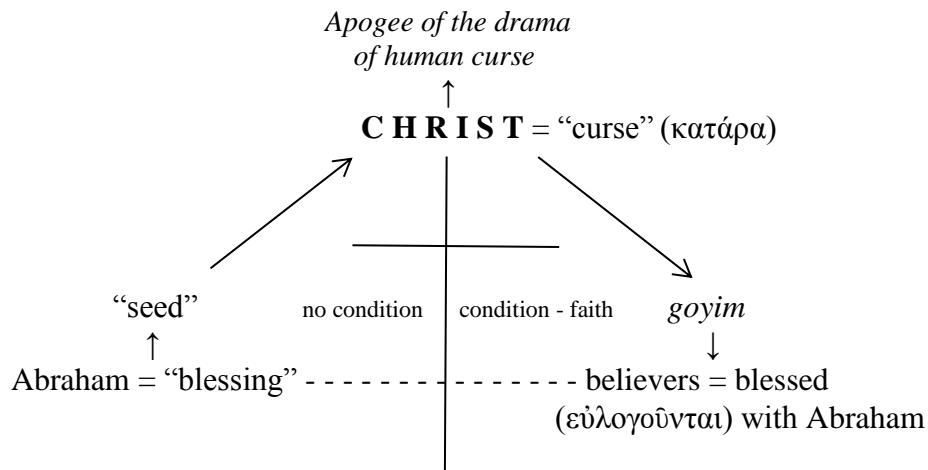 Apogee of the drama
of human curse
↑
C H R I S T = “curse” (κατάρα)
“seed” no condition condition - faith goyim
↑ ↓
Abraham = “blessing” - - - - - - - - - - - - - - - - believers = blessed
(εὐλογοῦνται) with Abraham